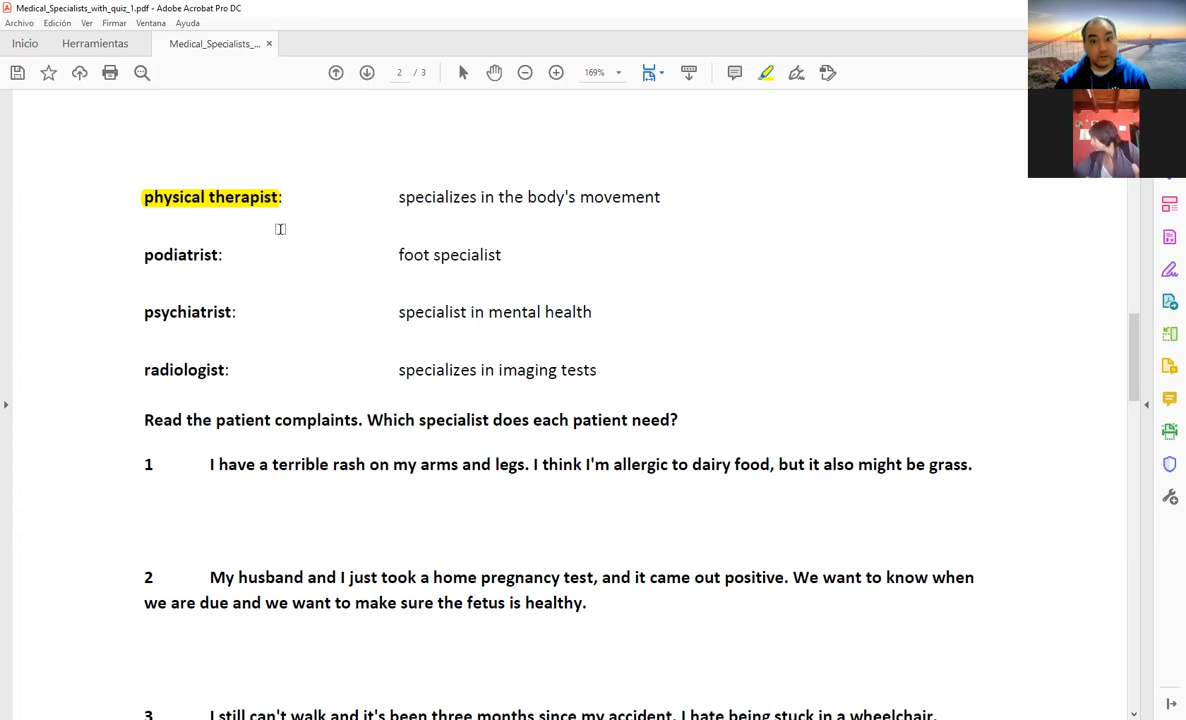 Medical_Specialists_with_quiz_1.pdf - Adobe Acrobat Pro DC
Archivo Edición Ver Firmar Ventana Ayuda
Inicio Herramientas Medical_Specialists_... ×
2 / 3 169%
physical therapist: specializes in the body's movement
podiatrist: foot specialist
psychiatrist: specialist in mental health
radiologist: specializes in imaging tests
Read the patient complaints. Which specialist does each patient need?
1 I have a terrible rash on my arms and legs. I think I'm allergic to dairy food, but it also might be grass.
2 My husband and I just took a home pregnancy test, and it came out positive. We want to know when
we are due and we want to make sure the fetus is healthy.
3 I still can't walk and it's been three months since my accident. I hate being stuck in a wheelchair.